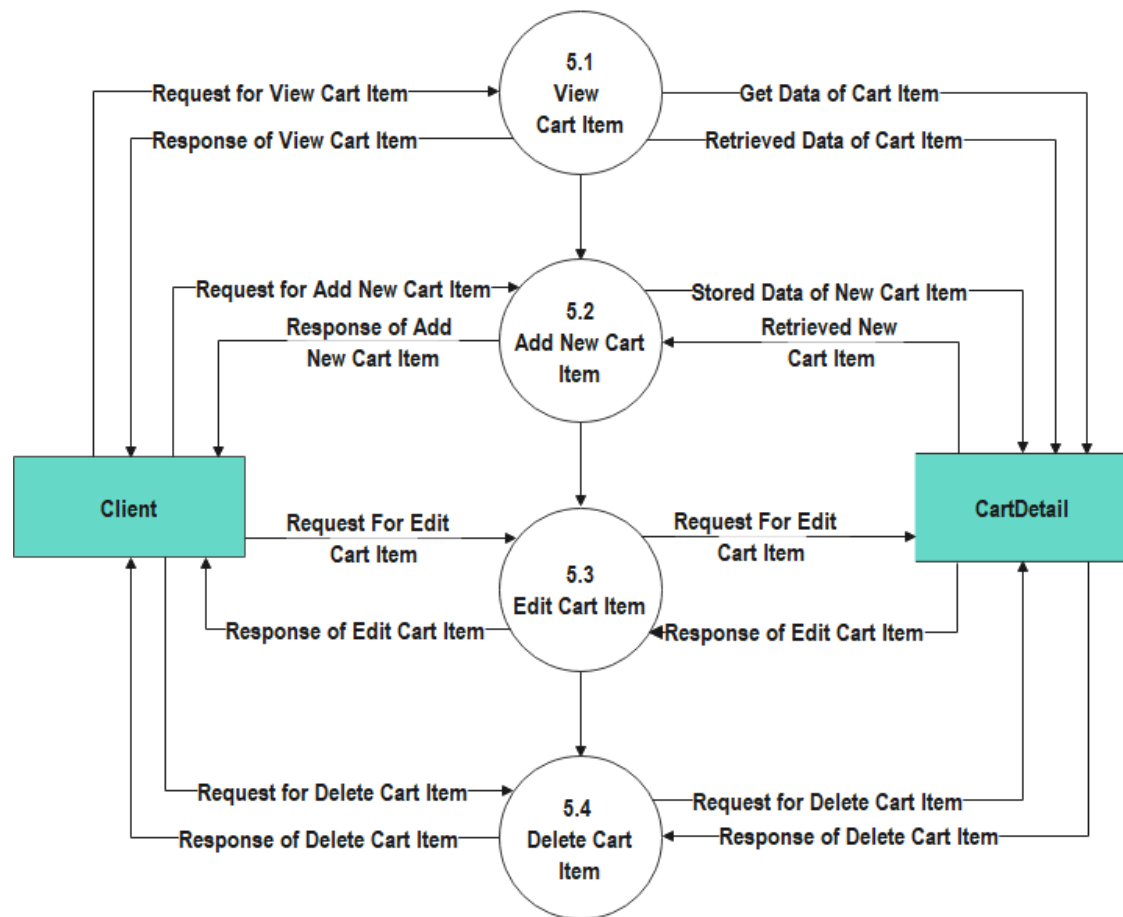 5.1
View
Cart Item
Request for View Cart Item
Get Data of Cart Item
Response of View Cart Item
Retrieved Data of Cart Item
Request for Add New Cart Item
5.2
Add New Cart
Item
Stored Data of New Cart Item
Response of Add
New Cart Item
Retrieved New
Cart Item
Client
CartDetail
Request For Edit
Cart Item
Request For Edit
Cart Item
5.3
Edit Cart Item
Response of Edit Cart Item
Response of Edit Cart Item
Request for Delete Cart Item
5.4
Delete Cart
Item
Request for Delete Cart Item
Response of Delete Cart Item
Response of Delete Cart Item